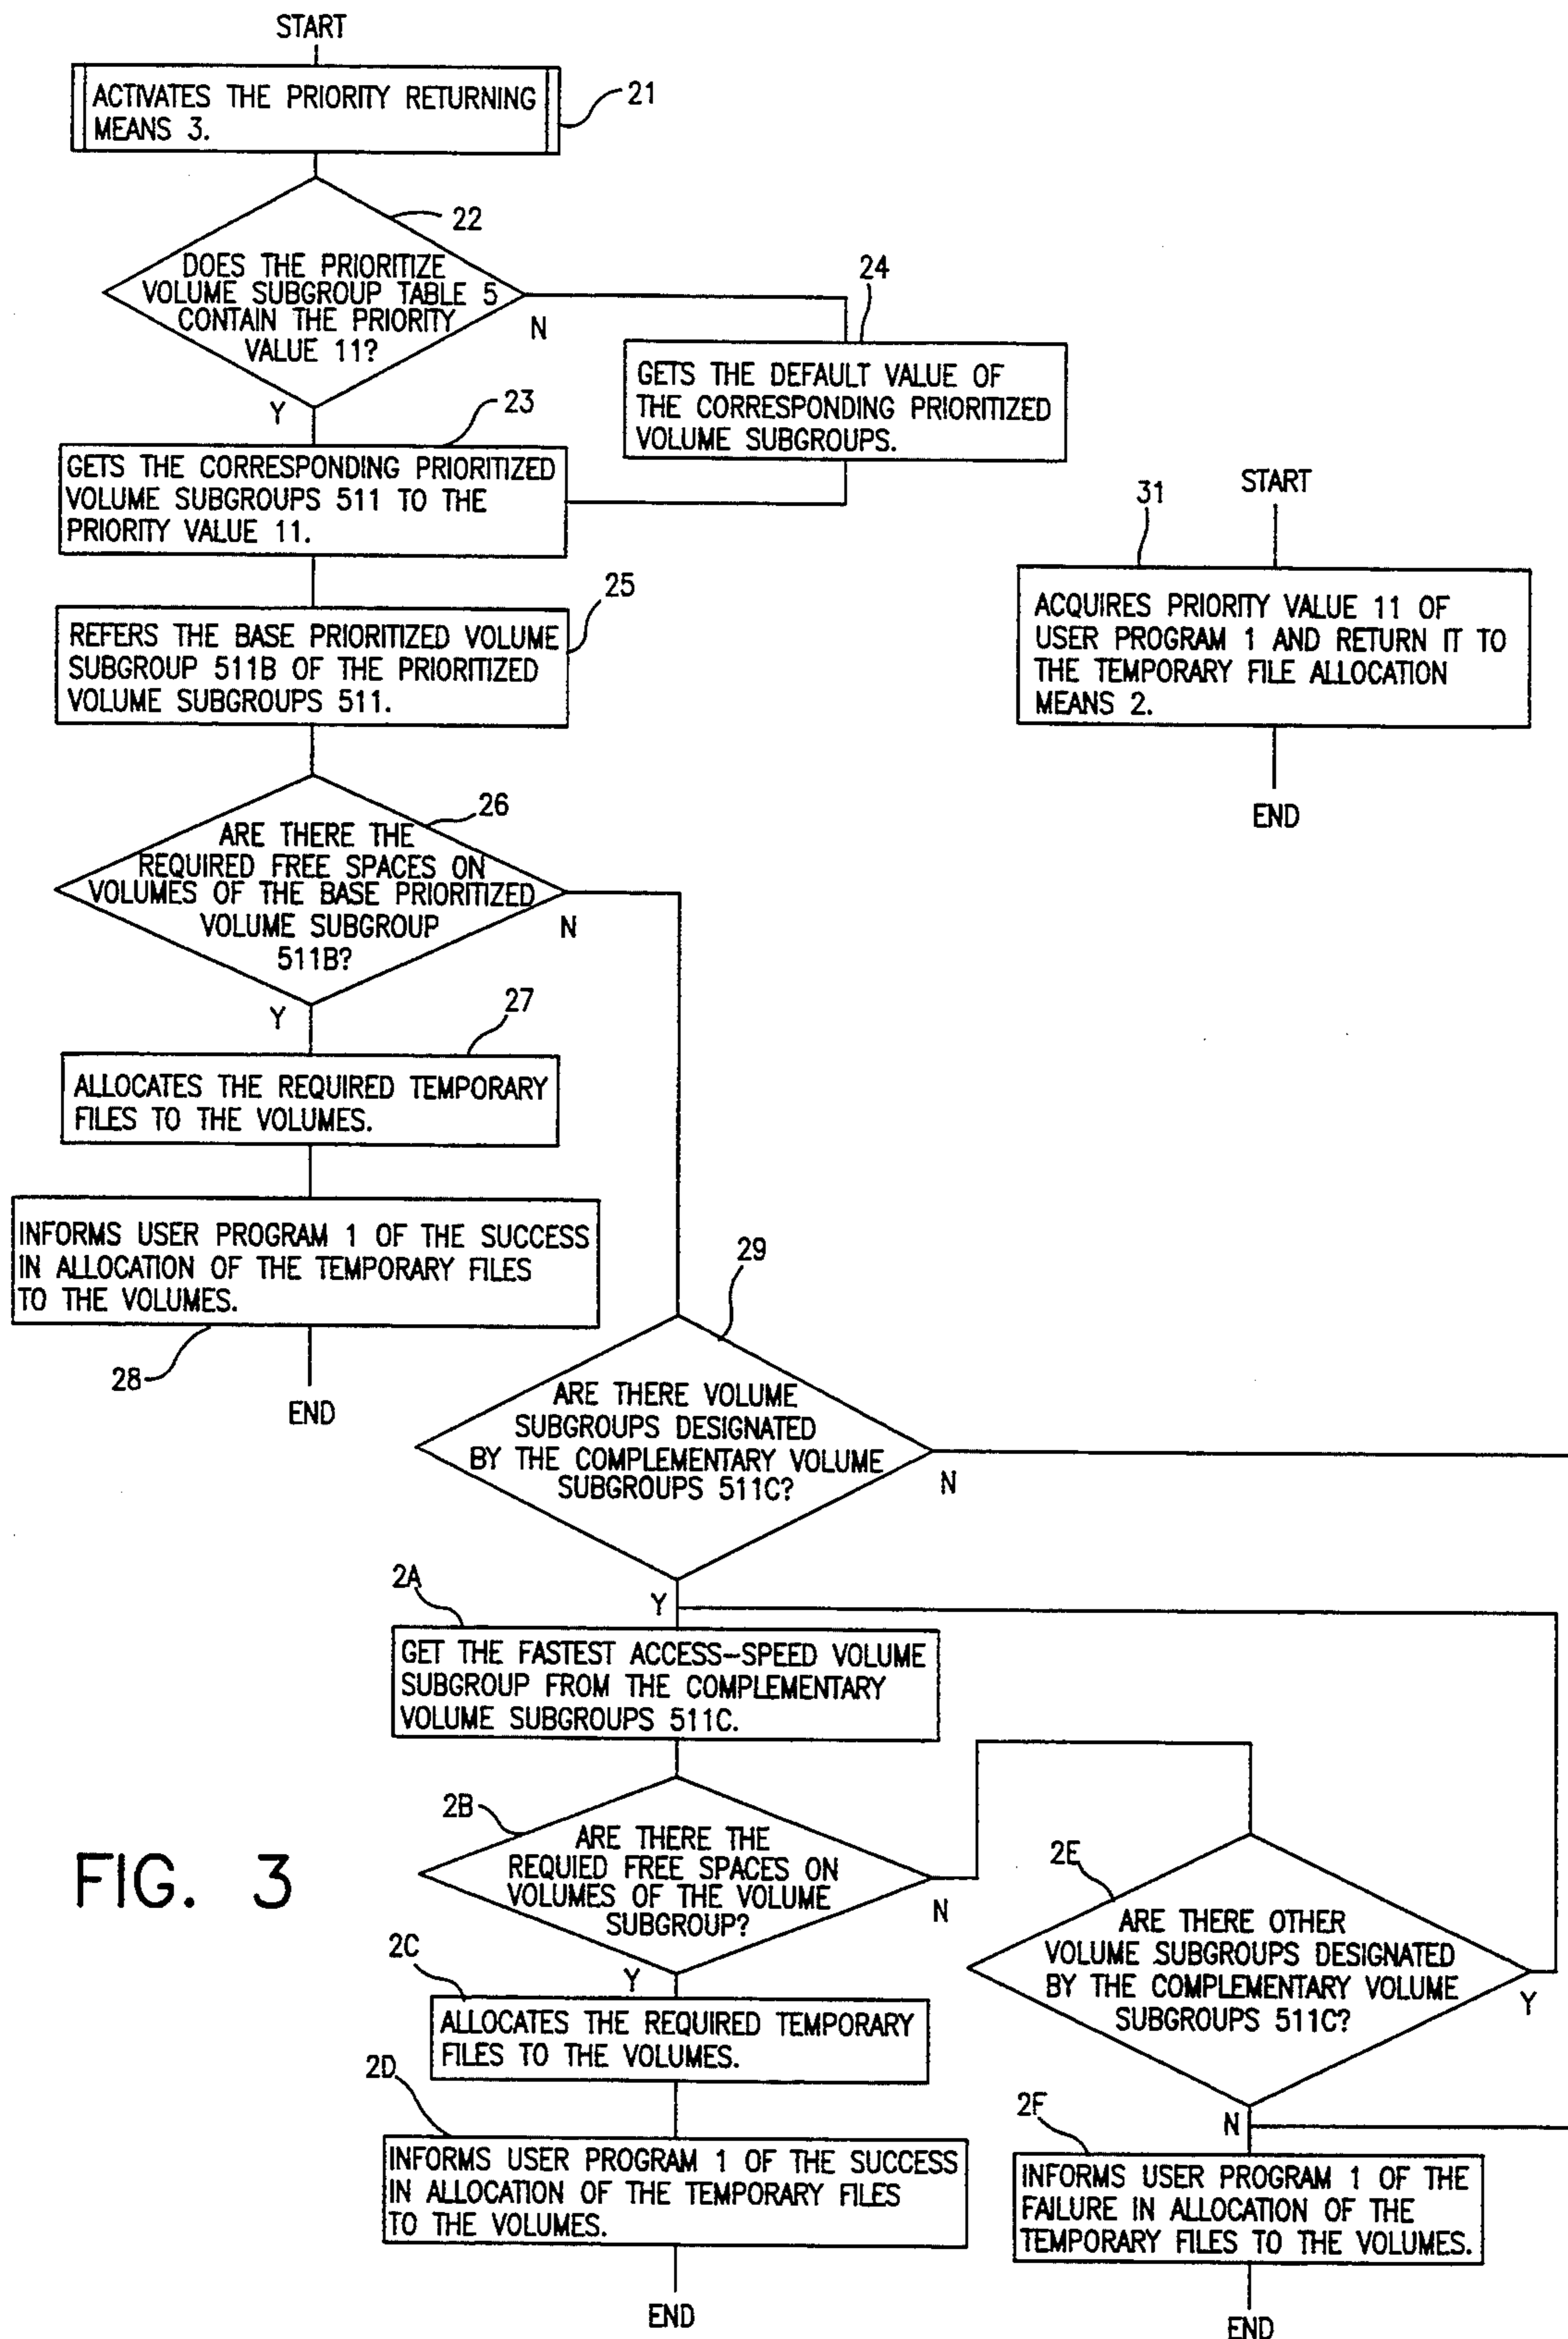 START
ACTIVATES THE PRIORITY RETURNING
MEANS 3.
21
22
DOES THE PRIORITIZE
VOLUME SUBGROUP TABLE 5
CONTAIN THE PRIORITY
VALUE 11?
N
Y
24
GETS THE DEFAULT VALUE OF
THE CORRESPONDING PRIORITIZED
VOLUME SUBGROUPS.
23
GETS THE CORRESPONDING PRIORITIZED
VOLUME SUBGROUPS 511 TO THE
PRIORITY VALUE 11.
31
START
ACQUIRES PRIORITY VALUE 11 OF
USER PROGRAM 1 AND RETURN IT TO
THE TEMPORARY FILE ALLOCATION
MEANS 2.
END
25
REFERS THE BASE PRIORITIZED VOLUME
SUBGROUP 511B OF THE PRIORITIZED
VOLUME SUBGROUPS 511.
26
ARE THERE THE
REQUIRED FREE SPACES ON
VOLUMES OF THE BASE PRIORITIZED
VOLUME SUBGROUP
511B?
N
Y
27
ALLOCATES THE REQUIRED TEMPORARY
FILES TO THE VOLUMES.
INFORMS USER PROGRAM 1 OF THE SUCCESS
IN ALLOCATION OF THE TEMPORARY FILES
TO THE VOLUMES.
28
END
29
ARE THERE VOLUME
SUBGROUPS DESIGNATED
BY THE COMPLEMENTARY VOLUME
SUBGROUPS 511C?
N
Y
2A
GET THE FASTEST ACCESS-SPEED VOLUME
SUBGROUP FROM THE COMPLEMENTARY
VOLUME SUBGROUPS 511C.
2B
ARE THERE THE
REQUIED FREE SPACES ON
VOLUMES OF THE VOLUME
SUBGROUP?
N
Y
2E
ARE THERE OTHER
VOLUME SUBGROUPS DESIGNATED
BY THE COMPLEMENTARY VOLUME
SUBGROUPS 511C?
Y
N
FIG. 3
2C
ALLOCATES THE REQUIRED TEMPORARY
FILES TO THE VOLUMES.
2D
INFORMS USER PROGRAM 1 OF THE SUCCESS
IN ALLOCATION OF THE TEMPORARY FILES
TO THE VOLUMES.
END
2F
INFORMS USER PROGRAM 1 OF THE
FAILURE IN ALLOCATION OF THE
TEMPORARY FILES TO THE VOLUMES.
END